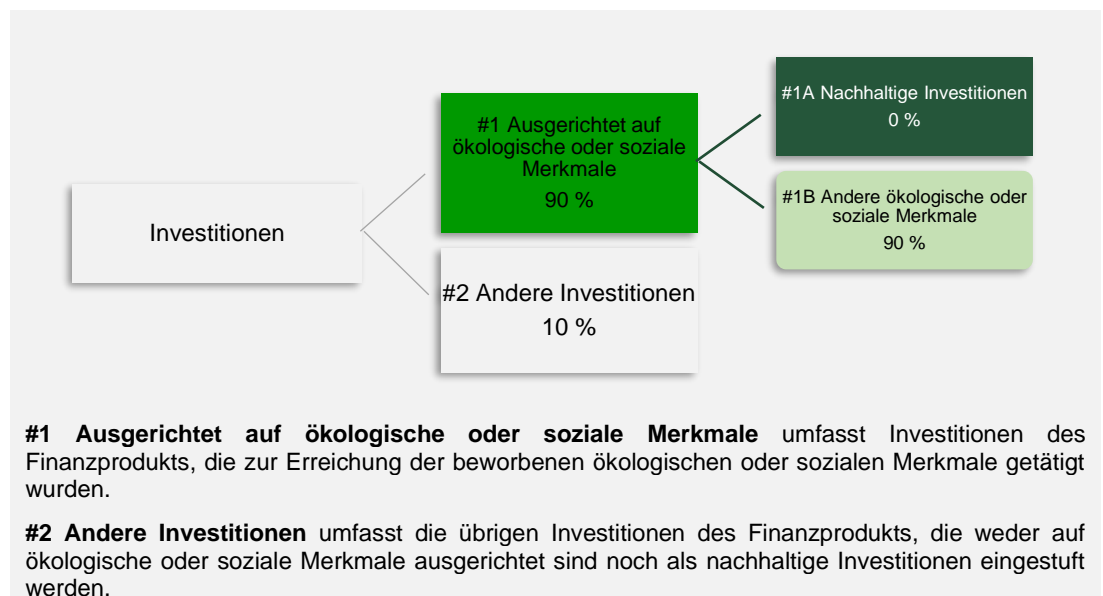 #1A Nachhaltige Investitionen
0 %
#1 Ausgerichtet auf
ökologische oder soziale
Merkmale
90 %
#1B Andere ökologische oder
soziale Merkmale
90 %
Investitionen
#2 Andere Investitionen
10 %
#1 Ausgerichtet auf ökologische oder soziale Merkmale umfasst Investitionen des
Finanzprodukts, die zur Erreichung der beworbenen ökologischen oder sozialen Merkmale getätigt
wurden.
#2 Andere Investitionen umfasst die übrigen Investitionen des Finanzprodukts, die weder auf
ökologische oder soziale Merkmale ausgerichtet sind noch als nachhaltige Investitionen eingestuft
werden.